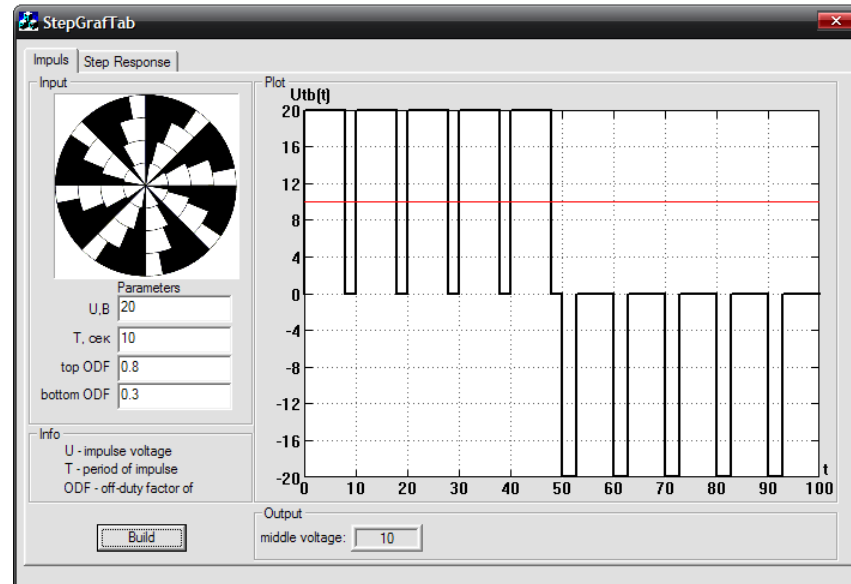 StepGrafTab
Impuls Step Response
Input
Parameters
U,B 20
T, сек 10
top ODF 0.8
bottom ODF 0.3
Info
U - impulse voltage
T - period of impulse
ODF - off-duty factor of
Build
Plot
Utb(t)
20
16
12
8
4
0
-4
-8
-12
-16
-20
0 10 20 30 40 50 60 70 80 90 100
t
Output
middle voltage: 10